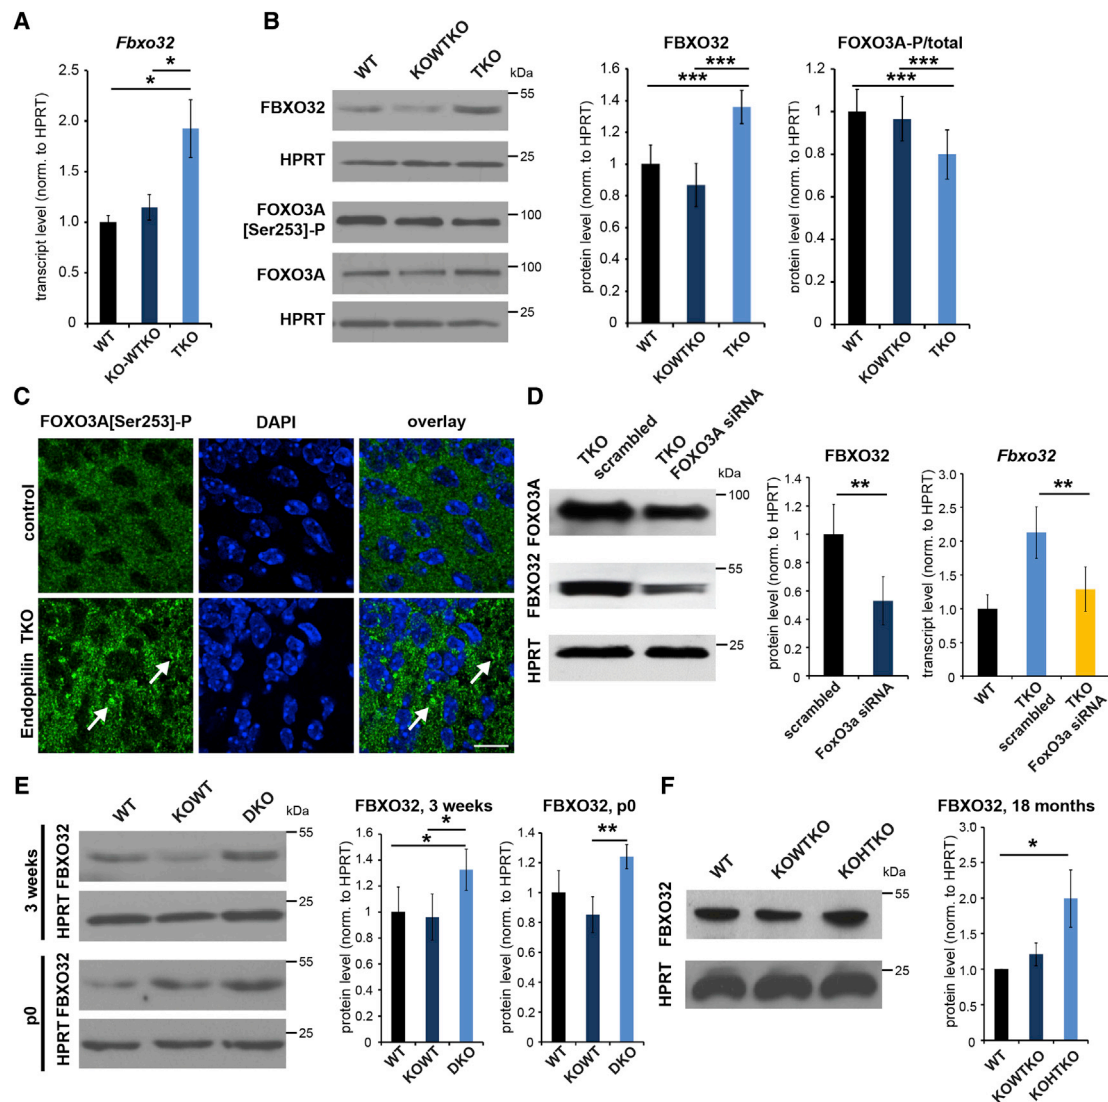 A
Fbxo32
transcript level (norm. to HPRT)
2.5
2.0
1.5
1.0
0.5
0
*
*
WT
KO-WTKO
TKO
B
WT
KOWTKO
TKO
kDa
FBXO32
55
HPRT
25
FOXO3A
[Ser253]-P
100
FOXO3A
100
HPRT
25
FBXO32
protein level (norm. to HPRT)
1.6
1.4
1.2
1
0.8
0.6
0.4
0.2
0
***
***
WT
KOWTKO
TKO
FOXO3A-P/total
protein level (norm. to HPRT)
1.2
1
0.8
0.6
0.4
0.2
0
***
***
WT
KOWTKO
TKO
C
FOXO3A[Ser253]-P
DAPI
overlay
control
Endophilin TKO
D
TKO
scrambled
TKO
FOXO3A siRNA
kDa
FOXO3A
100
FBXO32
55
HPRT
25
FBXO32
protein level (norm. to HPRT)
1.4
1.2
1
0.8
0.6
0.4
0.2
0
**
scrambled
FoxO3a siRNA
Fbxo32
transcript level (norm. to HPRT)
3.0
2.5
2.0
1.5
1.0
0.5
0
**
WT
TKO
scrambled
TKO
FoxO3a siRNA
E
WT
KOWT
DKO
kDa
3 weeks
FBXO32
55
HPRT
25
p0
FBXO32
55
HPRT
25
FBXO32, 3 weeks
protein level (norm. to HPRT)
1.6
1.4
1.2
1
0.8
0.6
0.4
0.2
0
*
*
WT
KOWT
DKO
FBXO32, p0
protein level (norm. to HPRT)
1.4
1.2
1
0.8
0.6
0.4
0.2
0
**
WT
KOWT
DKO
F
WT
KOWTKO
KOHTKO
kDa
FBXO32
55
HPRT
25
FBXO32, 18 months
protein level (norm. to HPRT)
3.0
2.5
2.0
1.5
1.0
0.5
0
*
WT
KOWTKO
KOHTKO